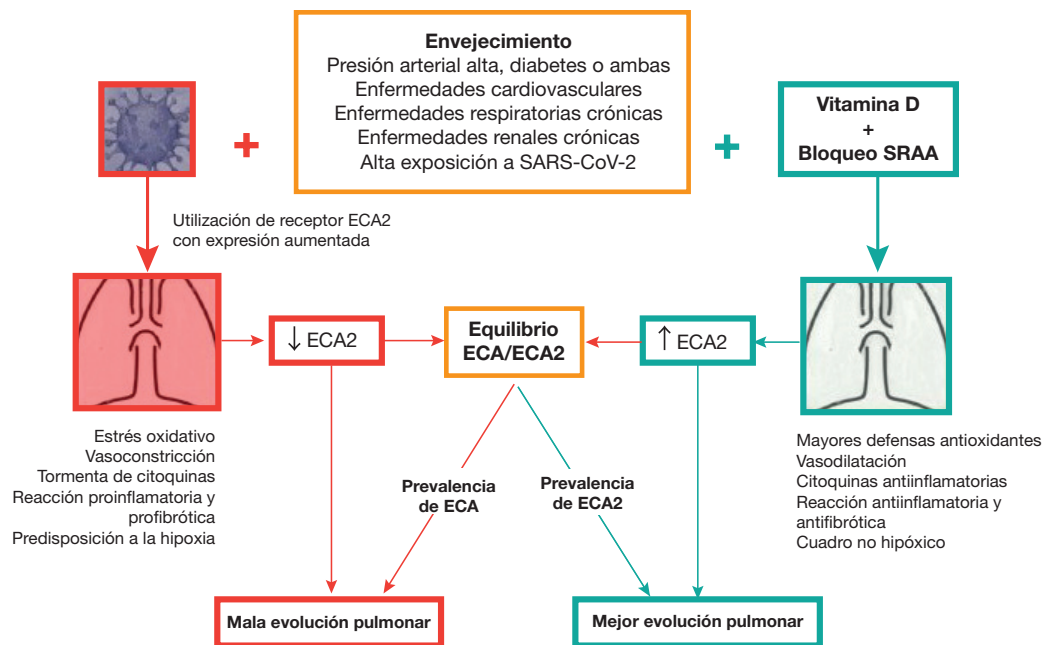 Envejecimiento
Presión arterial alta, diabetes o ambas
Enfermedades cardiovasculares
Enfermedades respiratorias crónicas
Enfermedades renales crónicas
Alta exposición a SARS-CoV-2
+
+
Vitamina D
+
Bloqueo SRAA
Utilización de receptor ECA2
con expresión aumentada
↓ ECA2
Equilibrio
ECA/ECA2
↑ ECA2
Estrés oxidativo
Vasoconstricción
Tormenta de citoquinas
Reacción proinflamatoria y
profibrótica
Predisposición a la hipoxia
Prevalencia
de ECA
Prevalencia
de ECA2
Mayores defensas antioxidantes
Vasodilatación
Citoquinas antiinflamatorias
Reacción antiinflamatoria y
antifibrótica
Cuadro no hipóxico
Mala evolución pulmonar
Mejor evolución pulmonar